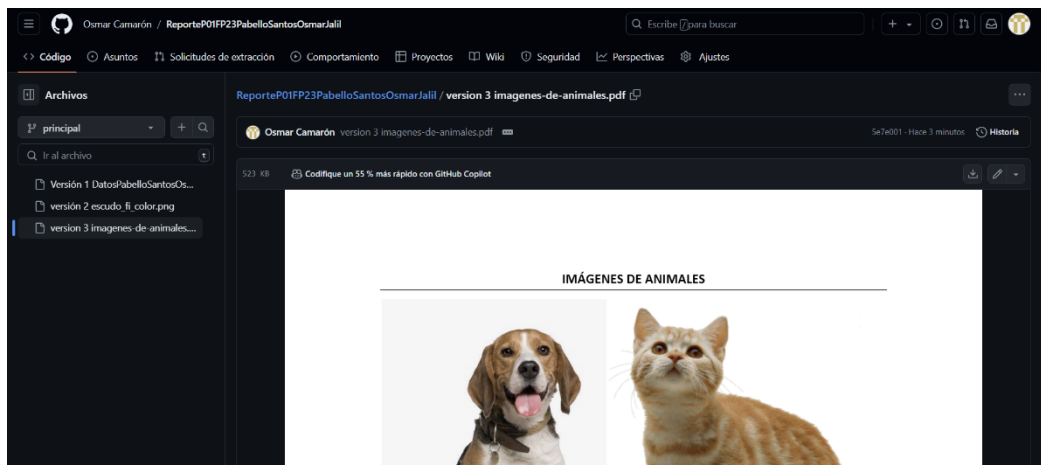 Osmar Camarón / ReporteP01FP23PabelloSantosOsmarJalil
Escribe / para buscar
Código Asuntos Solicitudes de extracción Comportamiento Proyectos Wiki Seguridad Perspectivas Ajustes
Archivos
ReporteP01FP23PabelloSantosOsmarJalil / version 3 imagenes-de-animales.pdf
principal
Osmar Camarón version 3 imagenes-de-animales.pdf
5e7e001 · Hace 3 minutos Historia
Ir al archivo t
523 KB Codifique un 55 % más rápido con GitHub Copilot
Versión 1 DatosPabelloSantosOs...
versión 2 escudo_fi_color.png
version 3 imagenes-de-animales....
IMÁGENES DE ANIMALES